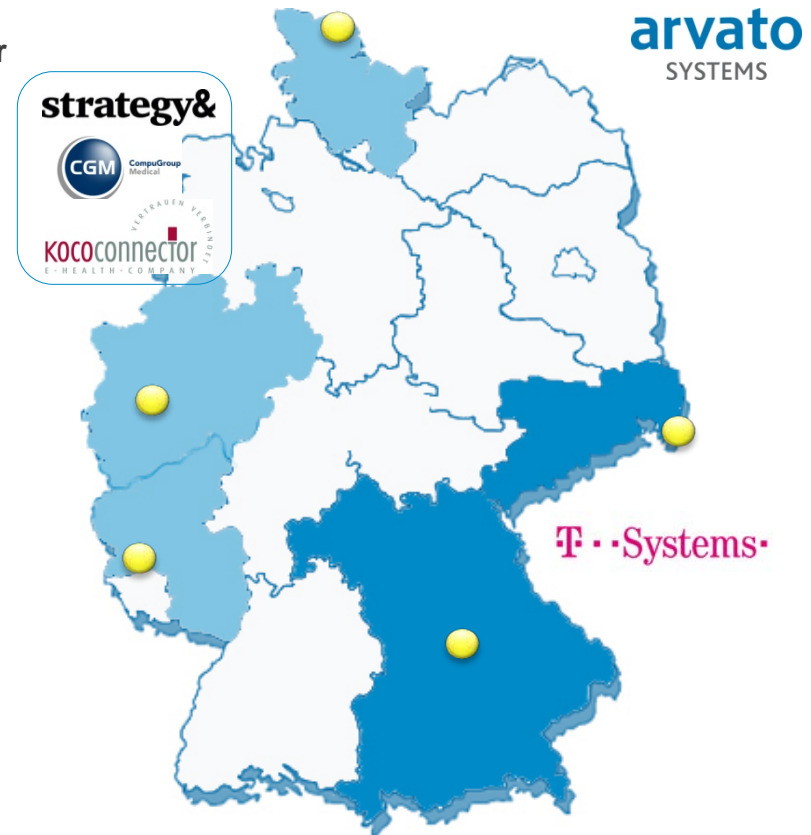 r
arvato
SYSTEMS
strategy&
CGM CompuGroup
Medical
VERTRAUEN VERBINDET
KOCOCONNECTOR
E-HEALTH-COMPANY
T··Systems·